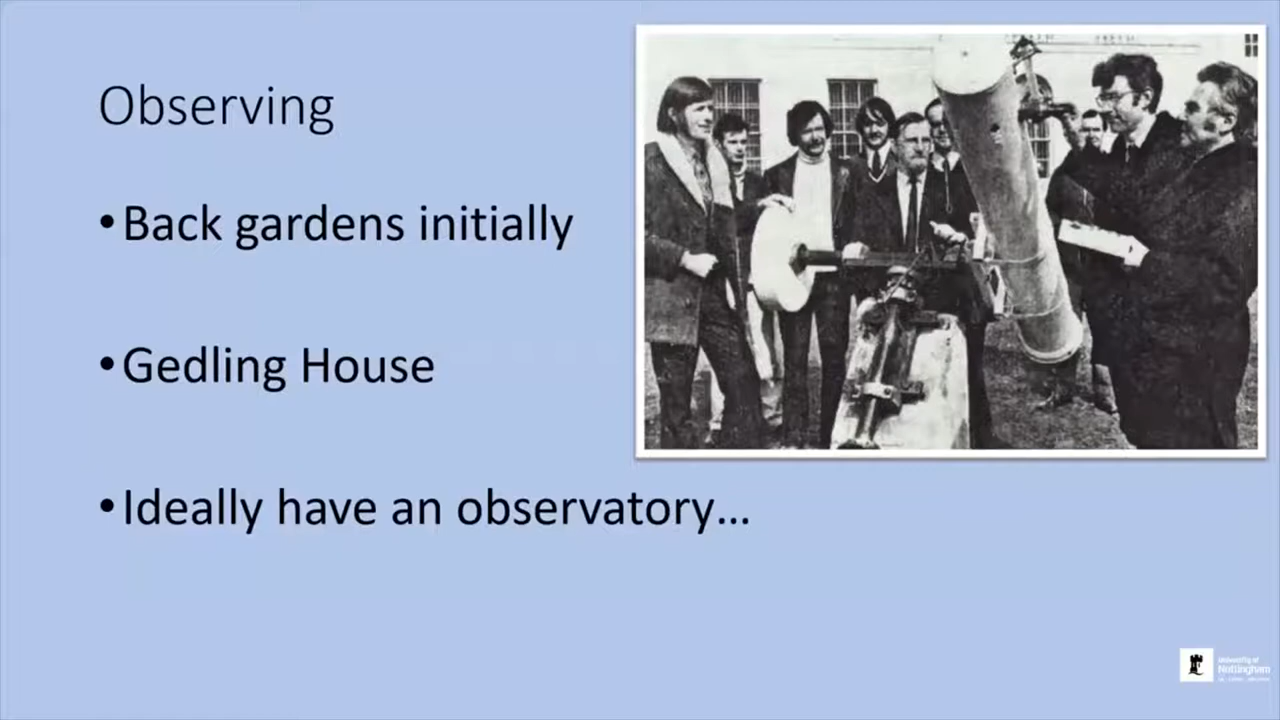 Observing
•Back gardens initially
•Gedling House
•Ideally have an observatory…
University of
Nottingham